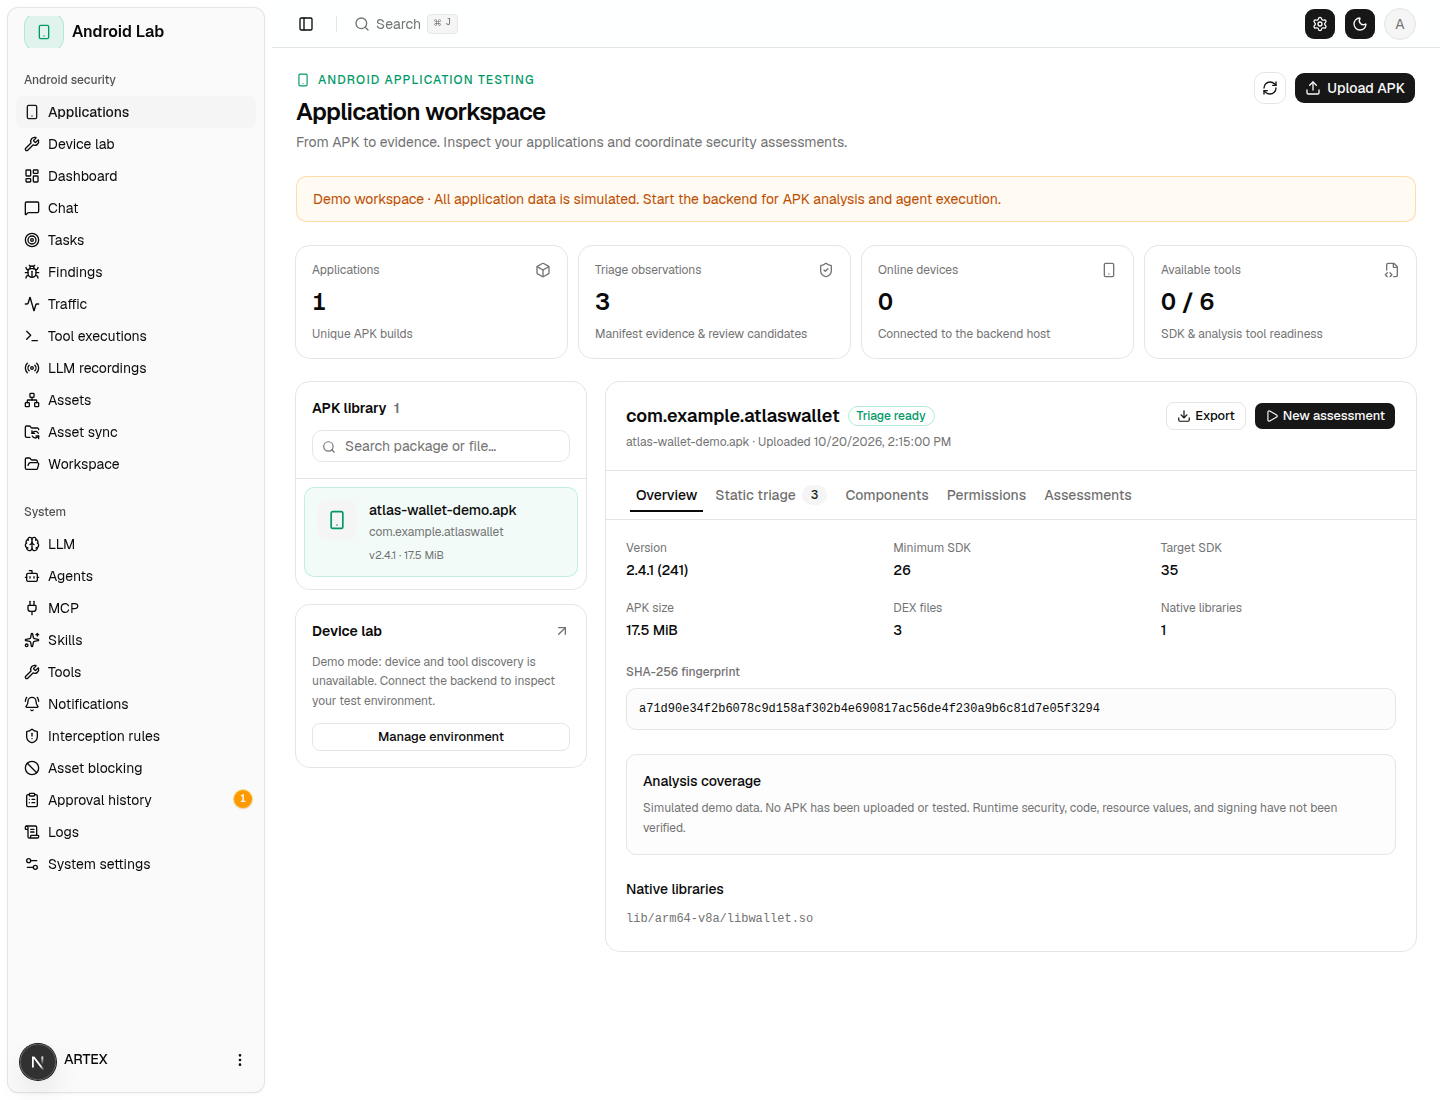 Android Lab
Android security
Applications
Device lab
Dashboard
Chat
Tasks
Findings
Traffic
Tool executions
LLM recordings
Assets
Asset sync
Workspace
System
LLM
Agents
MCP
Skills
Tools
Notifications
Interception rules
Asset blocking
Approval history 1
Logs
System settings
N ARTEX
Search ⌘ J
A
ANDROID APPLICATION TESTING
Application workspace
From APK to evidence. Inspect your applications and coordinate security assessments.
Upload APK
Demo workspace · All application data is simulated. Start the backend for APK analysis and agent execution.
Applications
1
Unique APK builds
Triage observations
3
Manifest evidence & review candidates
Online devices
0
Connected to the backend host
Available tools
0 / 6
SDK & analysis tool readiness
APK library 1
Search package or file...
atlas-wallet-demo.apk
com.example.atlaswallet
v2.4.1 · 17.5 MiB
Device lab
Demo mode: device and tool discovery is
unavailable. Connect the backend to inspect
your test environment.
Manage environment
com.example.atlaswallet Triage ready
atlas-wallet-demo.apk · Uploaded 10/20/2026, 2:15:00 PM
Export
New assessment
Overview Static triage 3 Components Permissions Assessments
Version Minimum SDK Target SDK
2.4.1 (241) 26 35
APK size DEX files Native libraries
17.5 MiB 3 1
SHA-256 fingerprint
a71d90e34f2b6078c9d158af302b4e690817ac56de4f230a9b6c81d7e05f3294
Analysis coverage
Simulated demo data. No APK has been uploaded or tested. Runtime security, code, resource values, and signing have not been
verified.
Native libraries
lib/arm64-v8a/libwallet.so